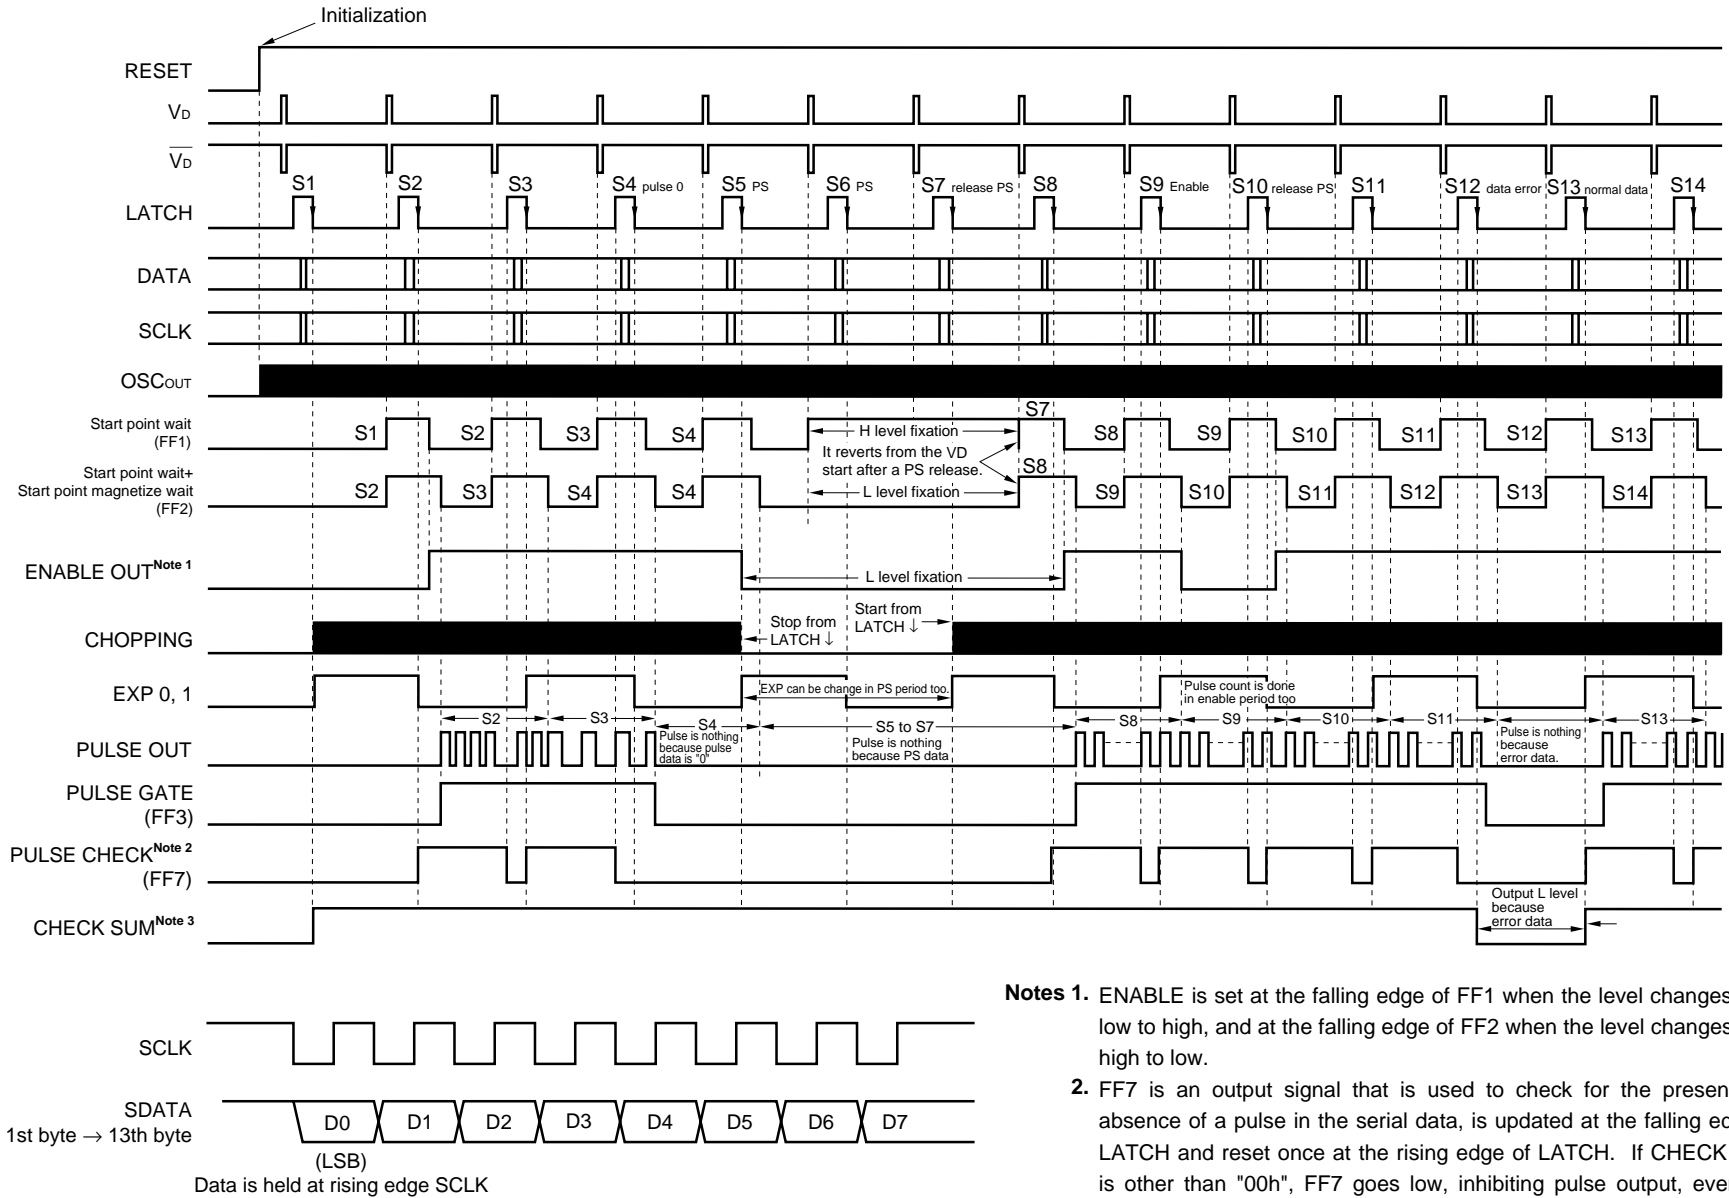 Initialization
RESET
VD
VD
S1 S2 S3 S4 pulse 0 S5 PS S6 PS S7 release PS S8 S9 Enable S10 release PS S11 S12 data error S13 normal data S14
LATCH
DATA
SCLK
OSCOUT
Start point wait
(FF1)
S1 S2 S3 S4 H level fixation S7 S8 S9 S10 S11 S12 S13
It reverts from the VD
start after a PS release.
Start point wait+
Start point magnetize wait
(FF2)
S2 S3 S4 S4 L level fixation S8 S9 S10 S11 S12 S13 S14
ENABLE OUT Note 1
L level fixation
CHOPPING
Stop from
LATCH ↓
Start from
LATCH ↓
EXP 0, 1
EXP can be change in PS period too.
Pulse count is done
in enable period too
S2 S3 S4 S5 to S7 S8 S9 S10 S11 S13
PULSE OUT
Pulse is nothing
because pulse
data is "0"
Pulse is nothing
because PS data
Pulse is nothing
because
error data.
PULSE GATE
(FF3)
PULSE CHECK Note 2
(FF7)
CHECK SUM Note 3
Output L level
because
error data
SCLK
SDATA
1st byte → 13th byte
D0 D1 D2 D3 D4 D5 D6 D7
(LSB)
Data is held at rising edge SCLK
Notes 1. ENABLE is set at the falling edge of FF1 when the level changes
low to high, and at the falling edge of FF2 when the level changes
high to low.
2. FF7 is an output signal that is used to check for the presen
absence of a pulse in the serial data, is updated at the falling ed
LATCH and reset once at the rising edge of LATCH. If CHECK
is other than "00h", FF7 goes low, inhibiting pulse output, eve